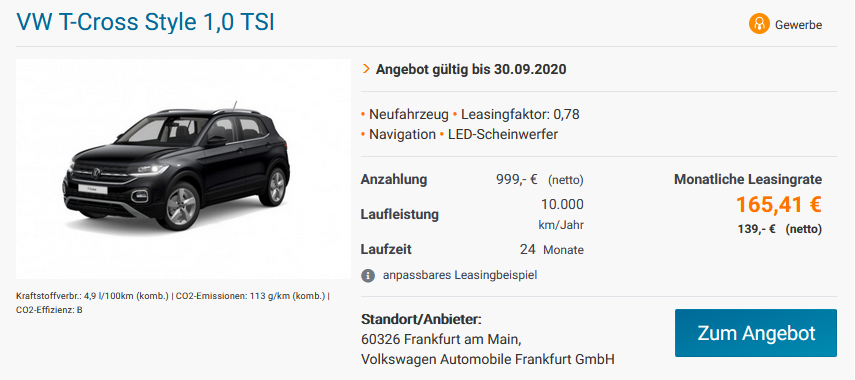 VW T-Cross Style 1,0 TSI
Gewerbe
> Angebot gültig bis 30.09.2020
• Neufahrzeug • Leasingfaktor: 0,78
• Navigation • LED-Scheinwerfer
Anzahlung 999,- € (netto)
Laufleistung 10.000 km/Jahr
Laufzeit 24 Monate
i anpassbares Leasingbeispiel
Monatliche Leasingrate
165,41 €
139,- € (netto)
Kraftstoffverbr.: 4,9 l/100km (komb.) | CO2-Emissionen: 113 g/km (komb.) |
CO2-Effizienz: B
Standort/Anbieter:
60326 Frankfurt am Main,
Volkswagen Automobile Frankfurt GmbH
Zum Angebot